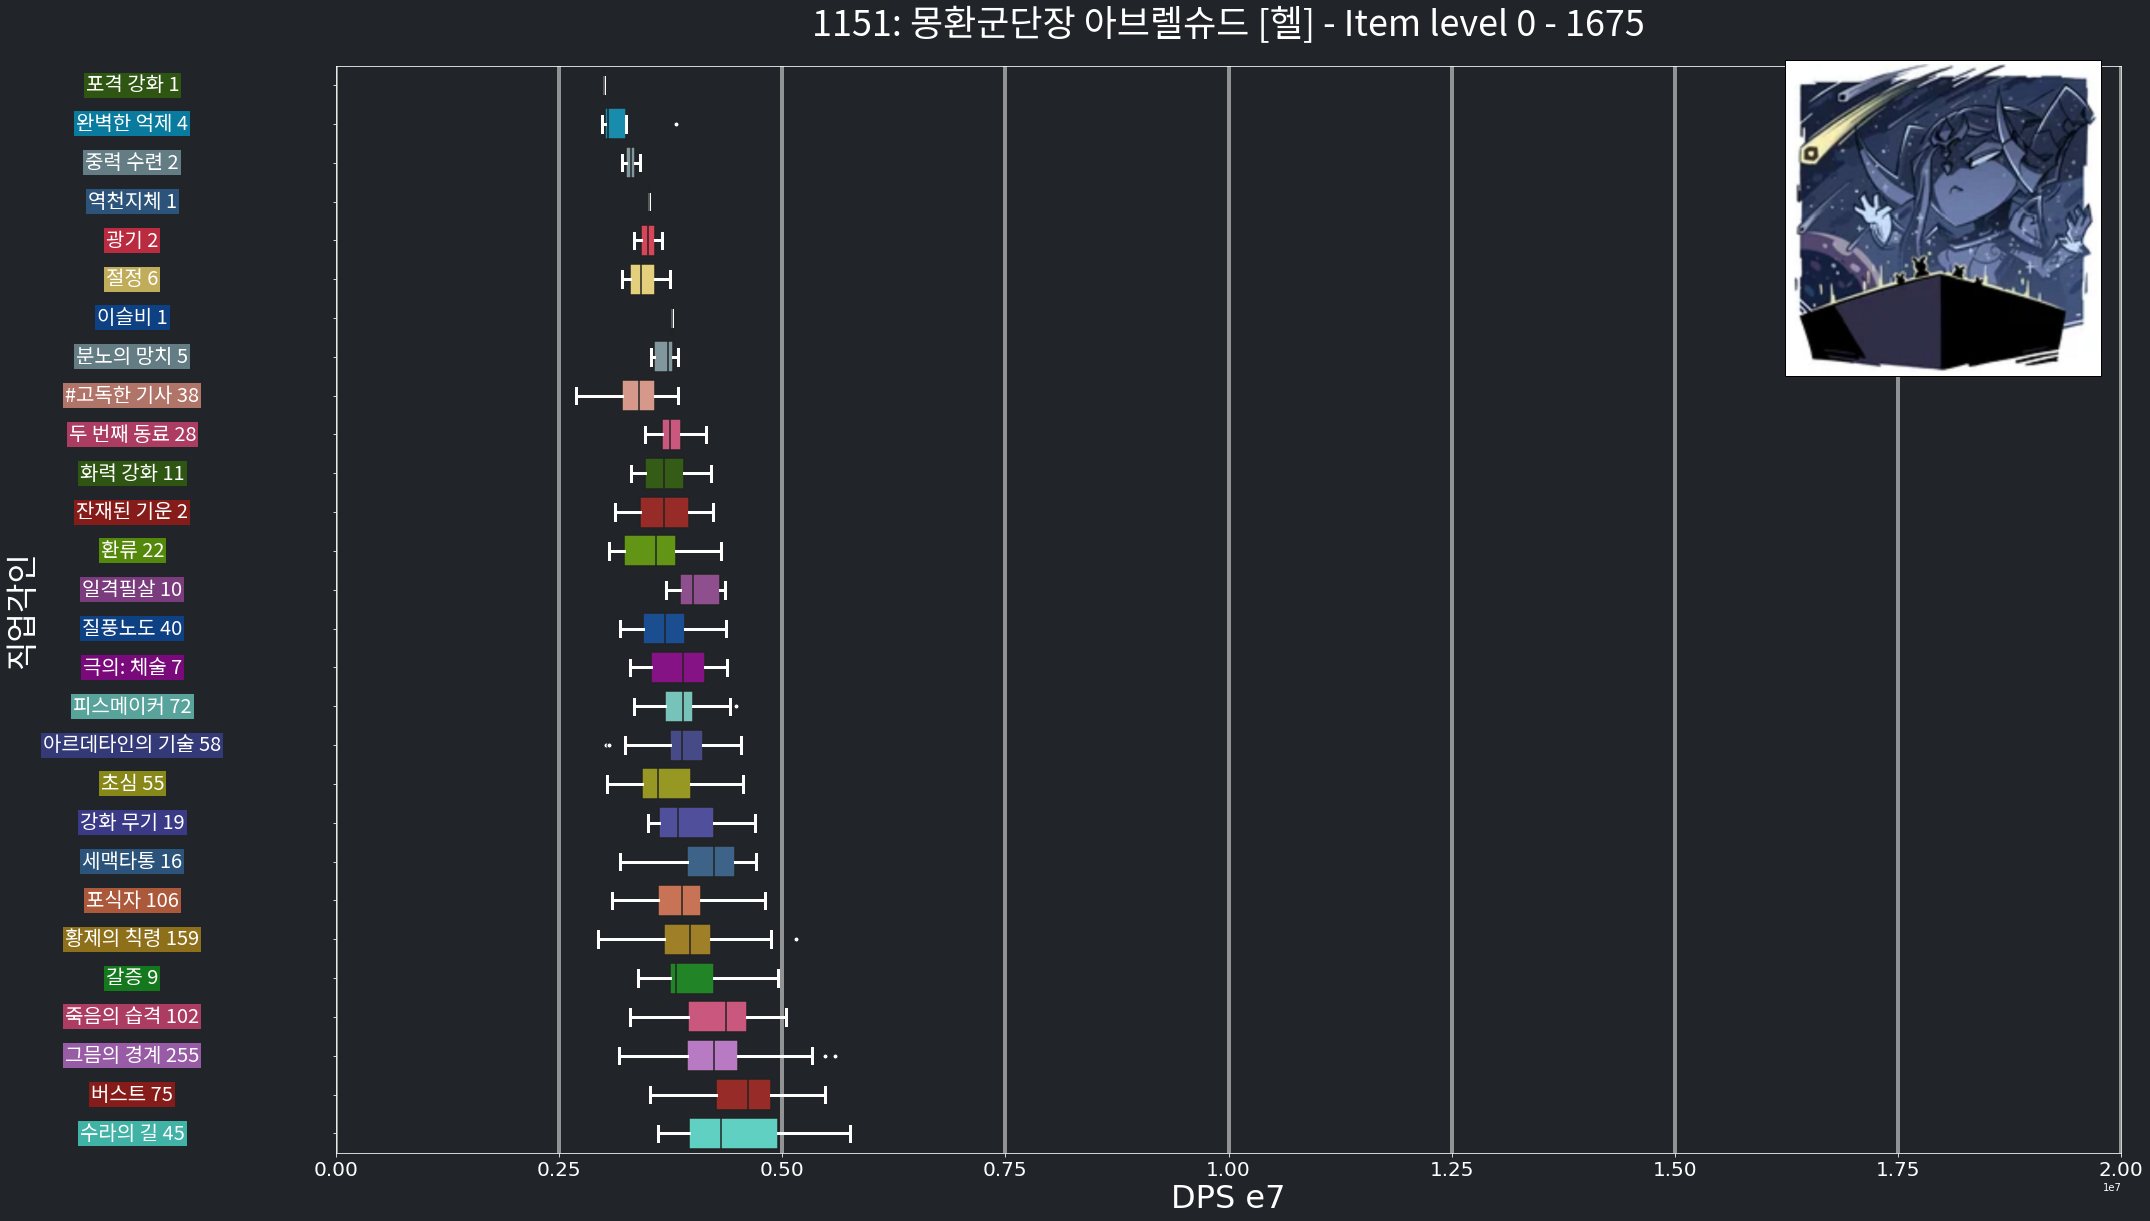 1151: 몽환군단장 아브렐슈드 [헬] - Item level 0 - 1675
포격 강화 1
완벽한 억제 4
중력 수련 2
역천지체 1
광기 2
절정 6
이슬비 1
분노의 망치 5
#고독한 기사 38
두 번째 동료 28
화력 강화 11
잔재된 기운 2
환류 22
일격필살 10
질풍노도 40
극의: 체술 7
피스메이커 72
아르데타인의 기술 58
초심 55
강화 무기 19
세맥타통 16
포식자 106
황제의 칙령 159
갈증 9
죽음의 습격 102
그믐의 경계 255
버스트 75
수라의 길 45
직업각인
0.00 0.25 0.50 0.75 1.00 1.25 1.50 1.75 2.00
1e7
DPS e7